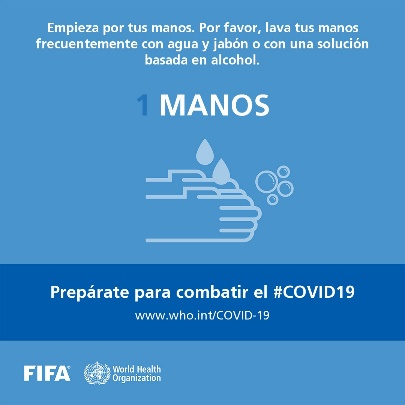 Empieza por tus manos. Por favor, lava tus manos
frecuentemente con agua y jabón o con una solución
basada en alcohol.
1 MANOS
Prepárate para combatir el #COVID19
www.who.int/COVID-19
FIFA®
World Health
Organization